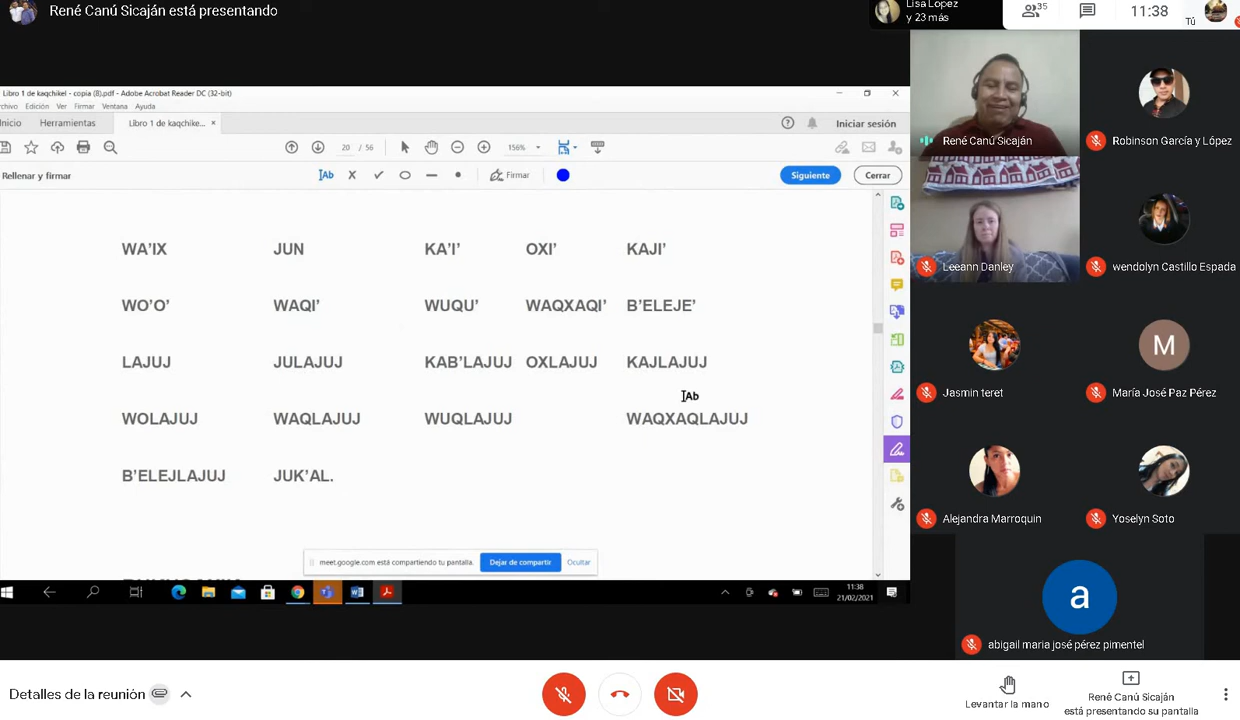 René Canú Sicaján está presentando
Lisa Lopez
y 23 más
35
11:38
Tú
Libro 1 de kaqchikel - copia (8).pdf - Adobe Acrobat Reader DC (32-bit)
rchivo Edición Ver Firmar Ventana Ayuda
Inicio Herramientas Libro 1 de kaqchike... × Iniciar sesión
20 / 56 156%
Rellenar y firmar Ab Firmar Siguiente Cerrar
WA'IX JUN KA'I' OXI' KAJI'
WO'O' WAQI' WUQU' WAQXAQI' B'ELEJE'
LAJUJ JULAJUJ KAB'LAJUJ OXLAJUJ KAJLAJUJ
Ab
WOLAJUJ WAQLAJUJ WUQLAJUJ WAQXAQLAJUJ
B'ELEJLAJUJ JUK'AL.
meet.google.com está compartiendo tu pantalla. Dejar de compartir Ocultar
11:38
21/02/2021
René Canú Sicaján
Robinson García y López
Leeann Danley
wendolyn Castillo Espada
Jasmin teret
M
María José Paz Pérez
Alejandra Marroquin
Yoselyn Soto
a
abigail maria josé pérez pimentel
Detalles de la reunión
Levantar la mano
René Canú Sicaján
está presentando su pantalla